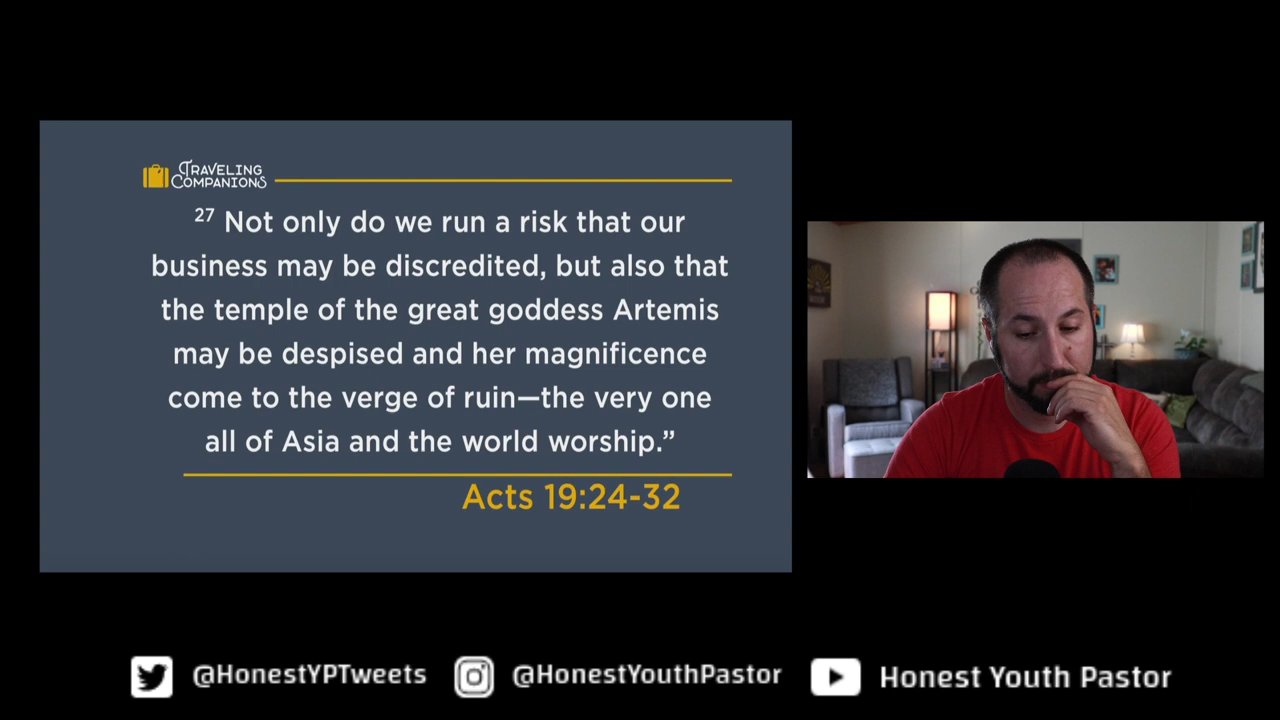 TRAVELING
COMPANIONS
27 Not only do we run a risk that our
business may be discredited, but also that
the temple of the great goddess Artemis
may be despised and her magnificence
come to the verge of ruin—the very one
all of Asia and the world worship.”
Acts 19:24-32
@HonestYPTweets
@HonestYouthPastor
Honest Youth Pastor